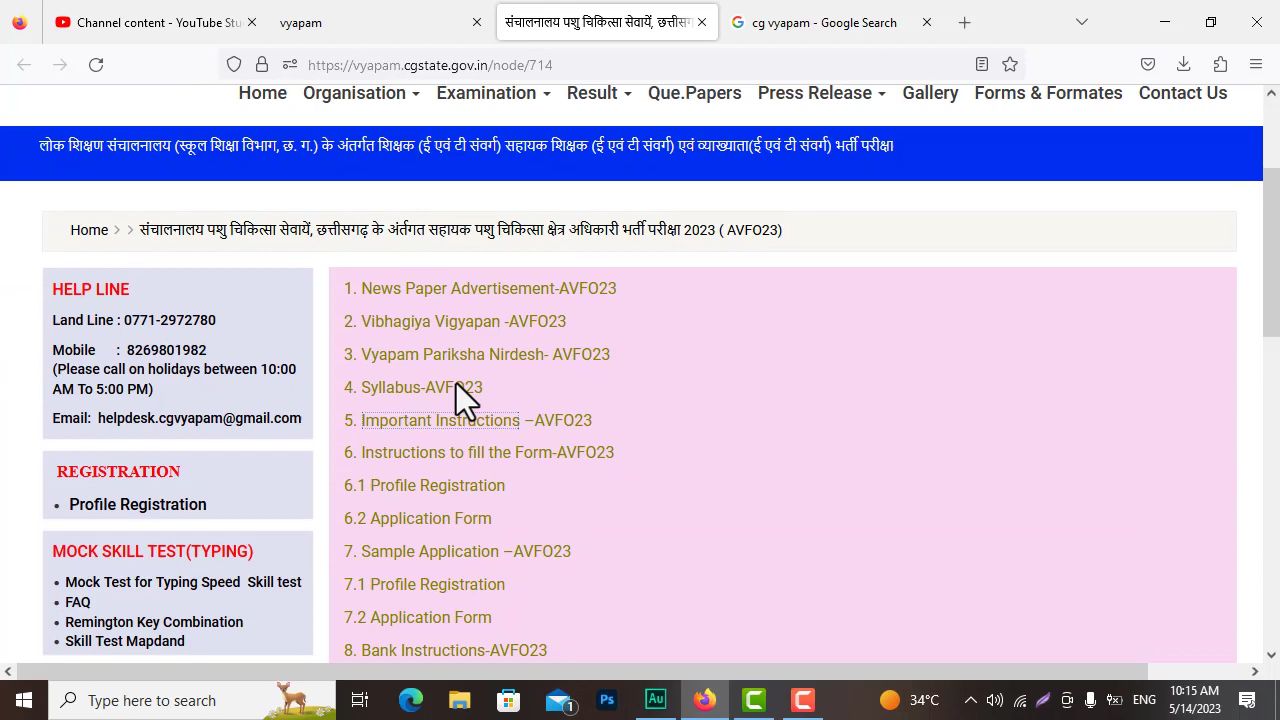 Channel content - YouTube Stu
vyapam
संचालनालय पशु चिकित्सा सेवायें, छत्तीसग
cg vyapam - Google Search
https://vyapam.cgstate.gov.in/node/714
Home Organisation Examination Result Que.Papers Press Release Gallery Forms & Formates Contact Us
लोक शिक्षण संचालनालय (स्कूल शिक्षा विभाग, छ. ग.) के अंतर्गत शिक्षक (ई एवं टी संवर्ग) सहायक शिक्षक (ई एवं टी संवर्ग) एवं व्याख्याता(ई एवं टी संवर्ग) भर्ती परीक्षा
Home > > संचालनालय पशु चिकित्सा सेवायें, छत्तीसगढ़ के अंर्तगत सहायक पशु चिकित्सा क्षेत्र अधिकारी भर्ती परीक्षा 2023 ( AVFO23)
HELP LINE
Land Line : 0771-2972780
Mobile : 8269801982
(Please call on holidays between 10:00
AM To 5:00 PM)
Email: helpdesk.cgvyapam@gmail.com
REGISTRATION
• Profile Registration
MOCK SKILL TEST(TYPING)
• Mock Test for Typing Speed Skill test
• FAQ
• Remington Key Combination
• Skill Test Mapdand
1. News Paper Advertisement-AVFO23
2. Vibhagiya Vigyapan -AVFO23
3. Vyapam Pariksha Nirdesh- AVFO23
4. Syllabus-AVFO23
5. Important Instructions –AVFO23
6. Instructions to fill the Form-AVFO23
6.1 Profile Registration
6.2 Application Form
7. Sample Application –AVFO23
7.1 Profile Registration
7.2 Application Form
8. Bank Instructions-AVFO23
Type here to search
1
Ps
Au
34°C
ENG
10:15 AM
5/14/2023